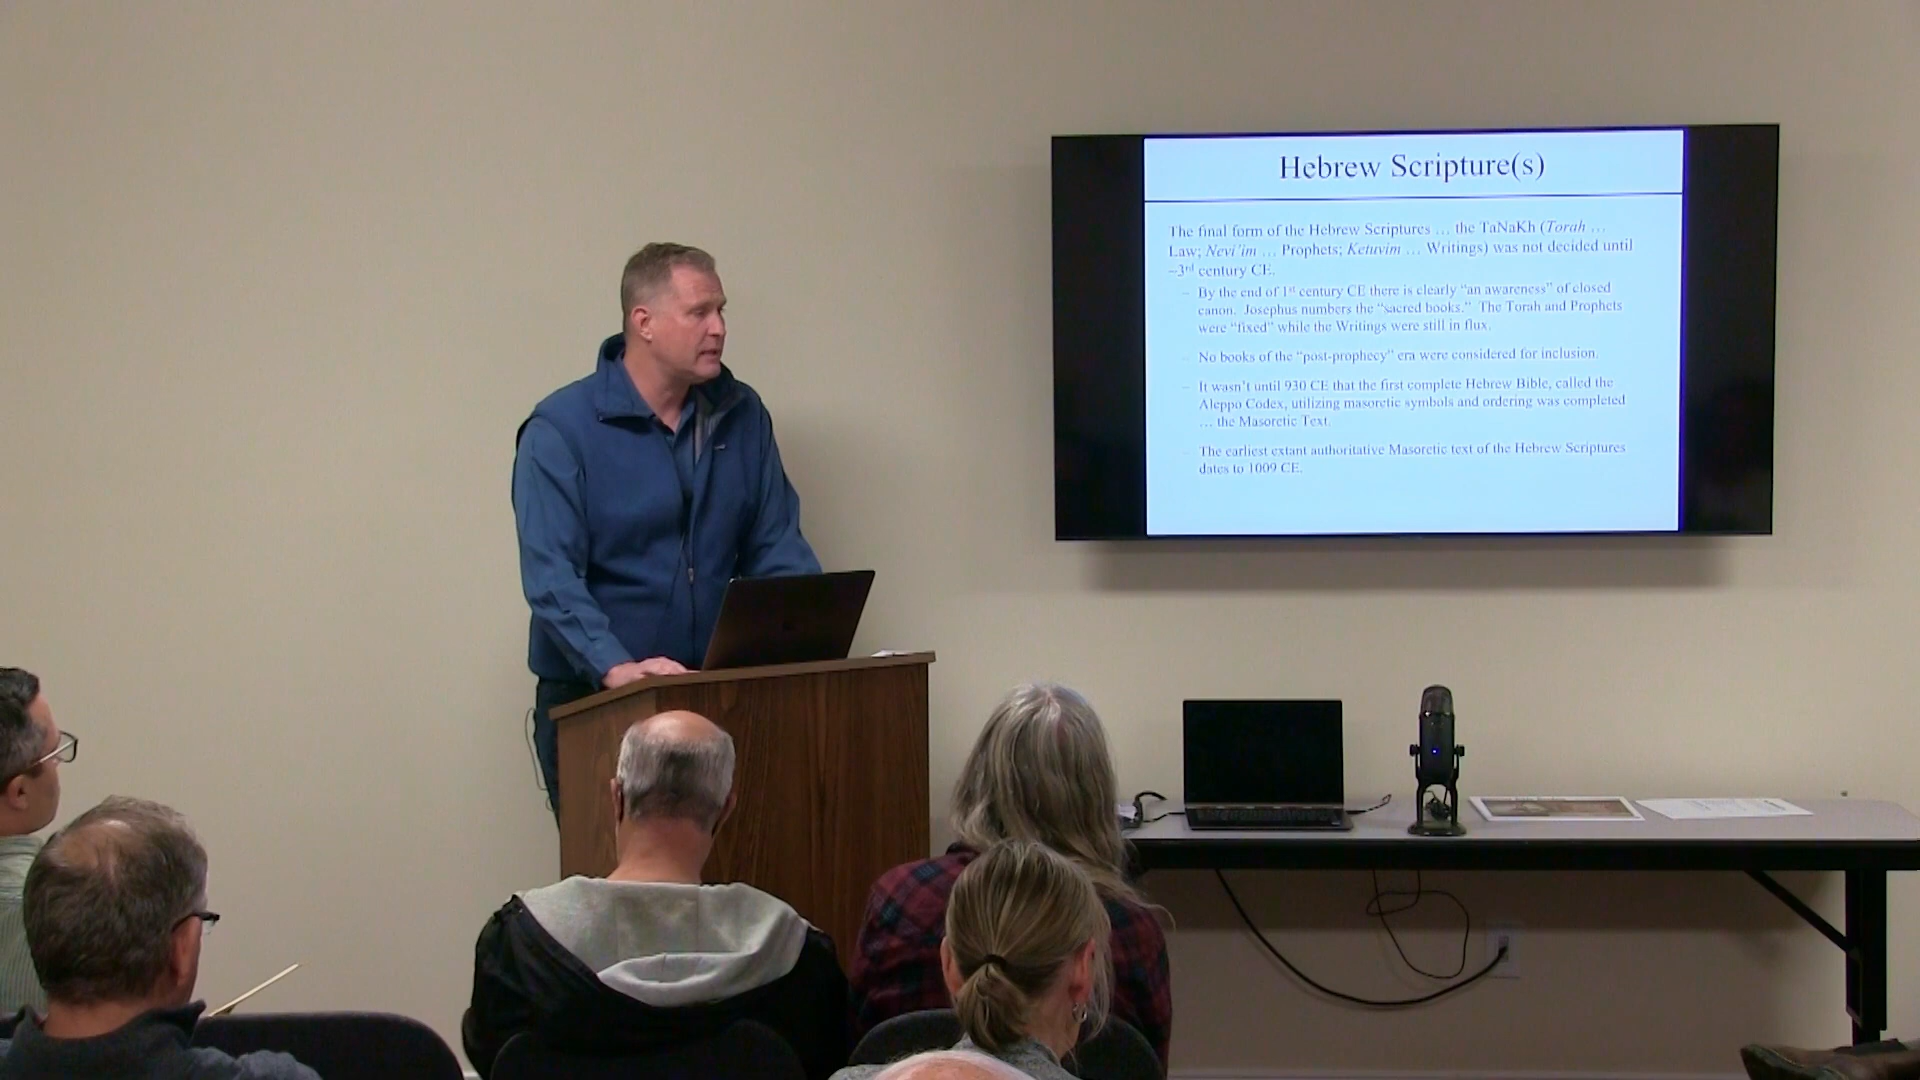 Hebrew Scripture(s)
The final form of the Hebrew Scriptures … the TaNaKh (Torah …
Law; Nevi'im … Prophets; Ketuvim … Writings) was not decided until
~3rd century CE.
– By the end of 1st century CE there is clearly “an awareness” of closed
canon. Josephus numbers the “sacred books.” The Torah and Prophets
were “fixed” while the Writings were still in flux.
– No books of the “post-prophecy” era were considered for inclusion.
– It wasn’t until 930 CE that the first complete Hebrew Bible, called the
Aleppo Codex, utilizing masoretic symbols and ordering was completed
… the Masoretic Text.
– The earliest extant authoritative Masoretic text of the Hebrew Scriptures
dates to 1009 CE.